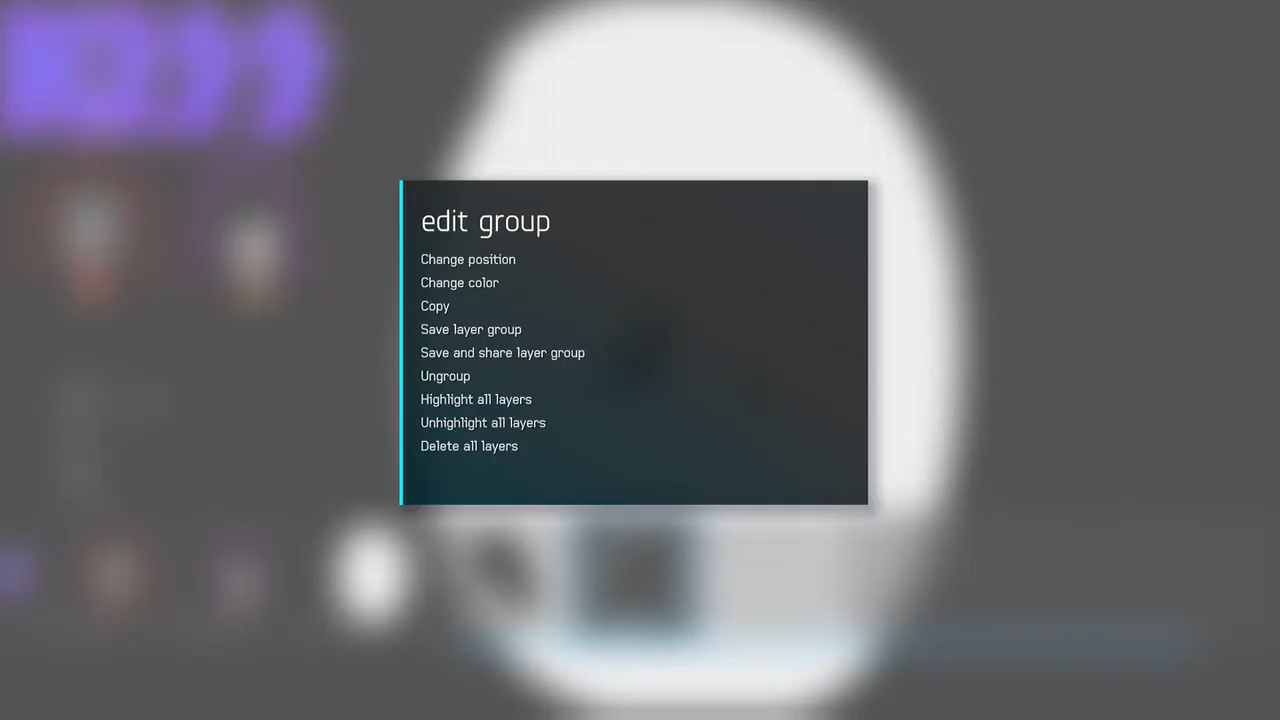 edit group
Change position
Change color
Copy
Save layer group
Save and share layer group
Ungroup
Highlight all layers
Unhighlight all layers
Delete all layers